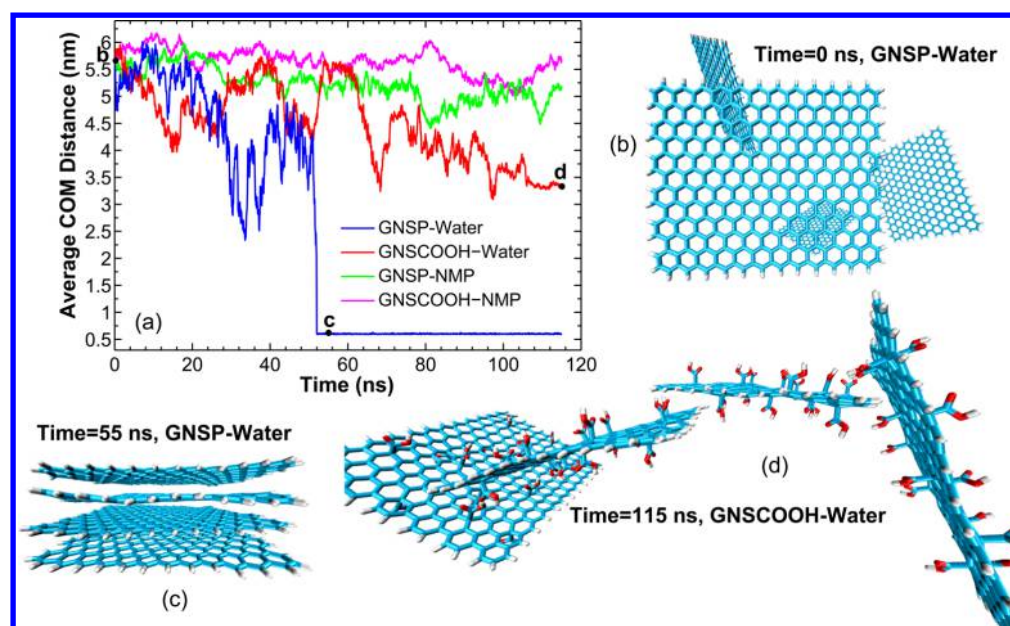 Average COM Distance (nm)
6
5.5
5
4.5
4
3.5
3
2.5
2
1.5
1
0.5
b
d
c
GNSP-Water
GNSCOOH−Water
GNSP-NMP
GNSCOOH−NMP
(a)
0 20 40 60 80 100 120
Time (ns)
Time=0 ns, GNSP-Water
(b)
Time=55 ns, GNSP-Water
(c)
(d)
Time=115 ns, GNSCOOH-Water